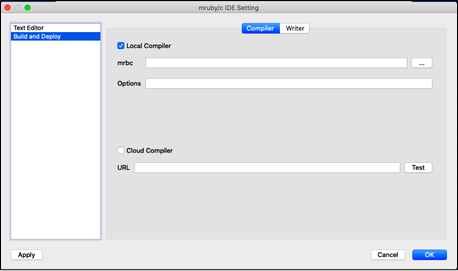 mruby/c IDE Setting
Text Editor
Build and Deploy
Compiler Writer
Local Compiler
mrbc ...
Options
Cloud Compiler
URL Test
Apply Cancel OK